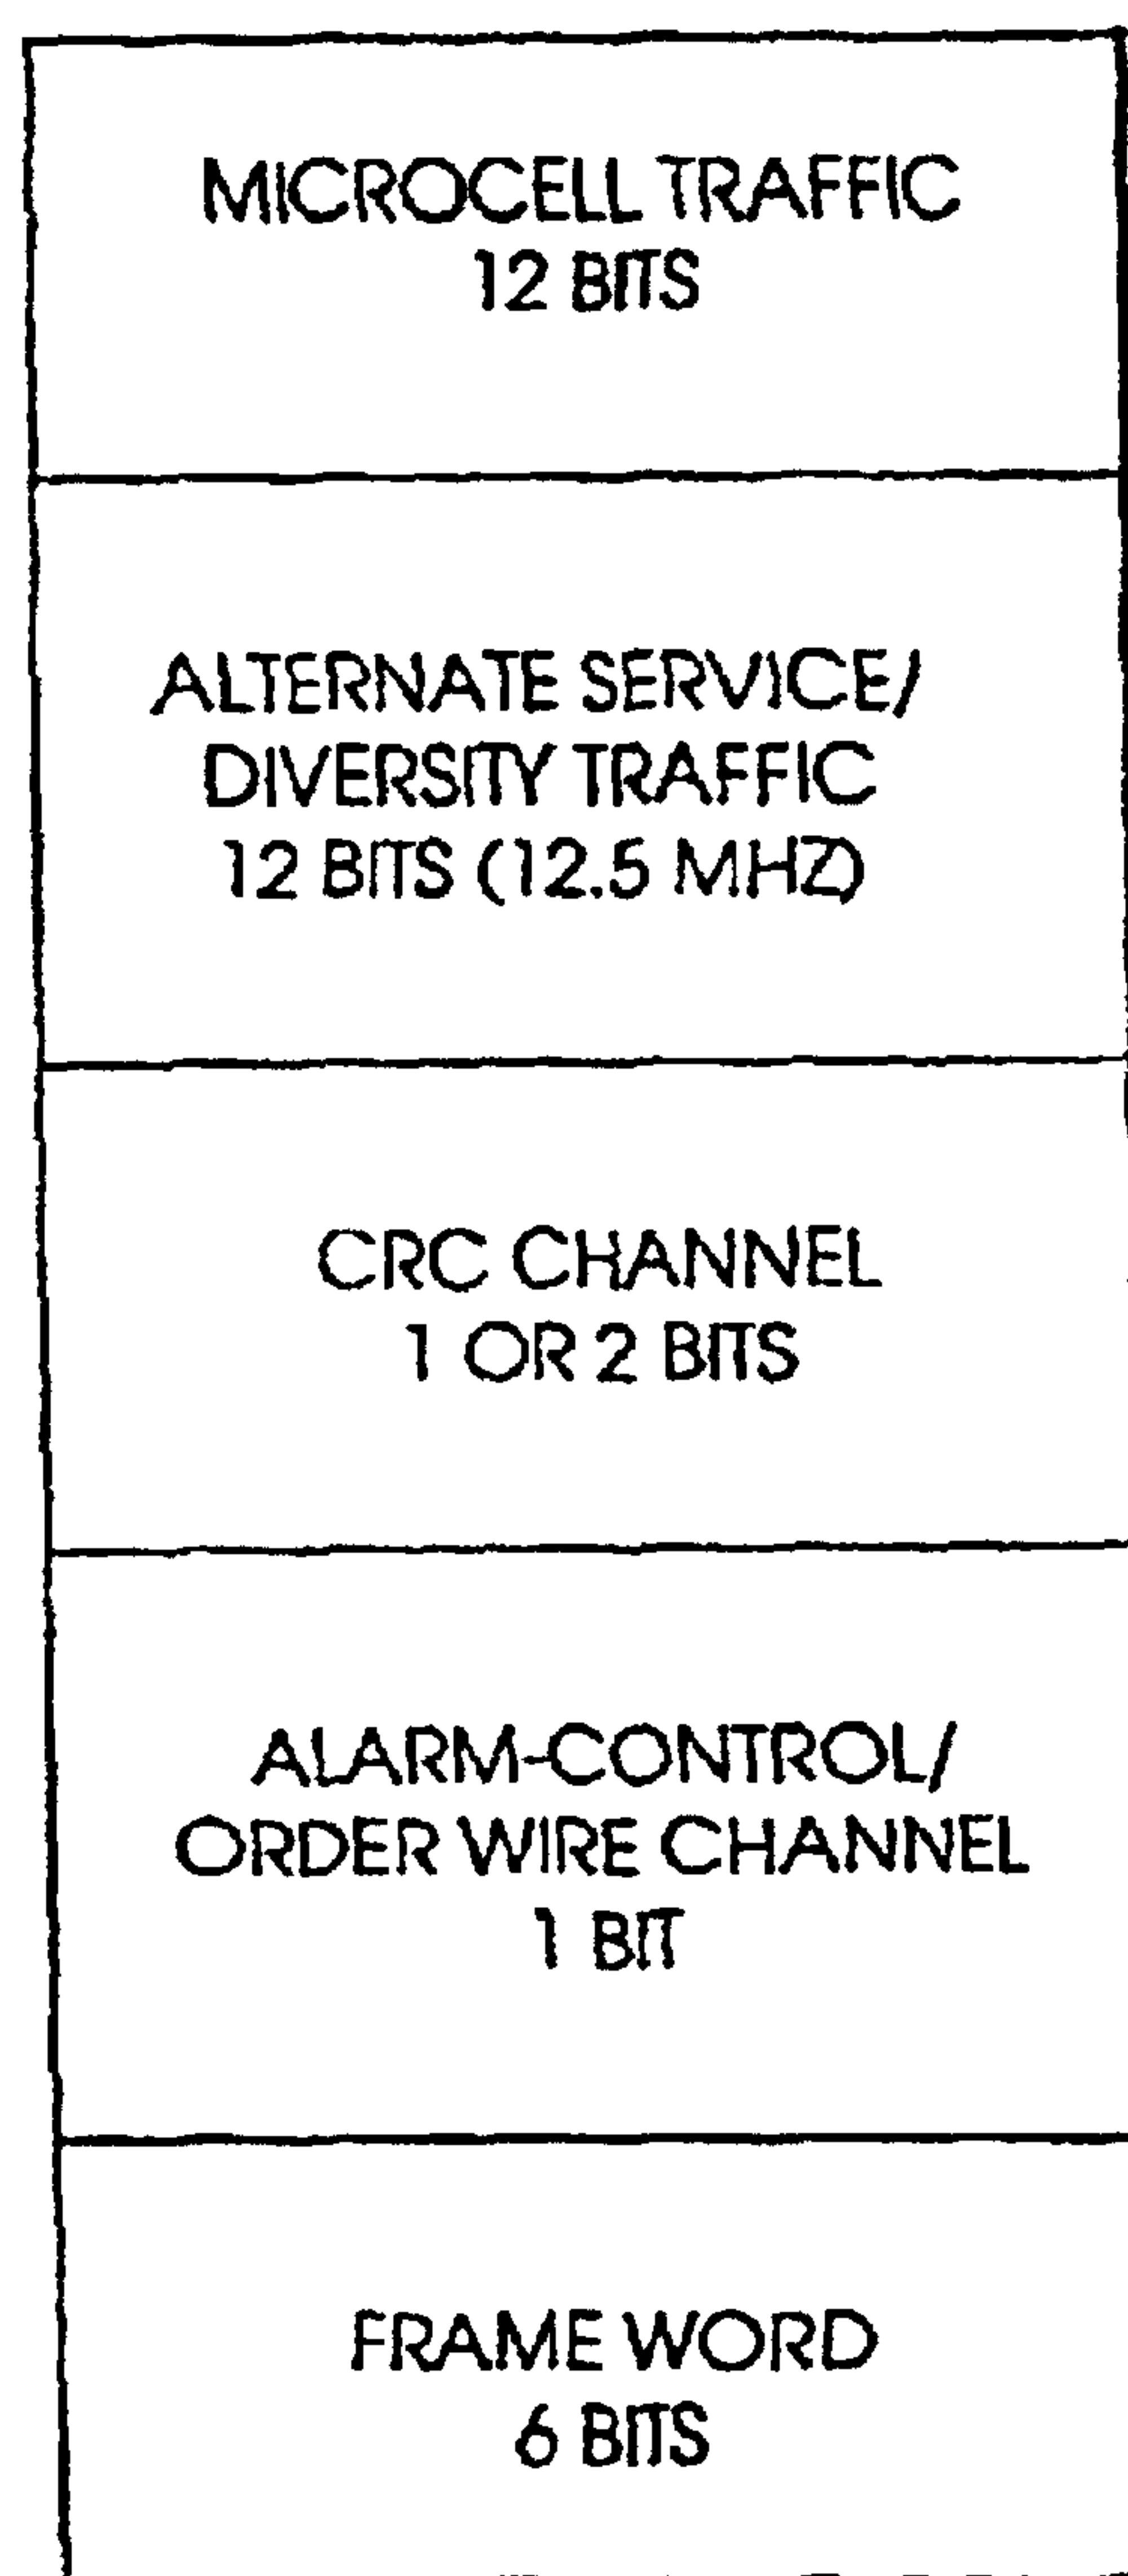 MICROCELL TRAFFIC
12 BITS
ALTERNATE SERVICE/
DIVERSITY TRAFFIC
12 BITS (12.5 MHZ)
CRC CHANNEL
1 OR 2 BITS
ALARM-CONTROL/
ORDER WIRE CHANNEL
1 BIT
FRAME WORD
6 BITS